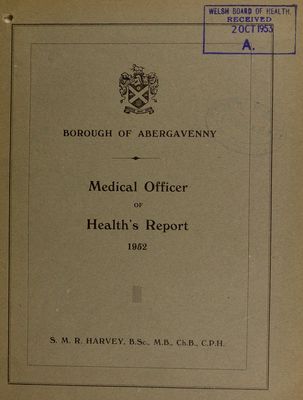 WELSH BOARD OF HEALTH.
RECEIVED
2 OCT 1953
A.
BOROUGH OF ABERGAVENNY
Medical Officer
OF
Health's Report
1952
S. M. R. HARVEY, B.Sc., M.B., Ch.B., C.P.H.